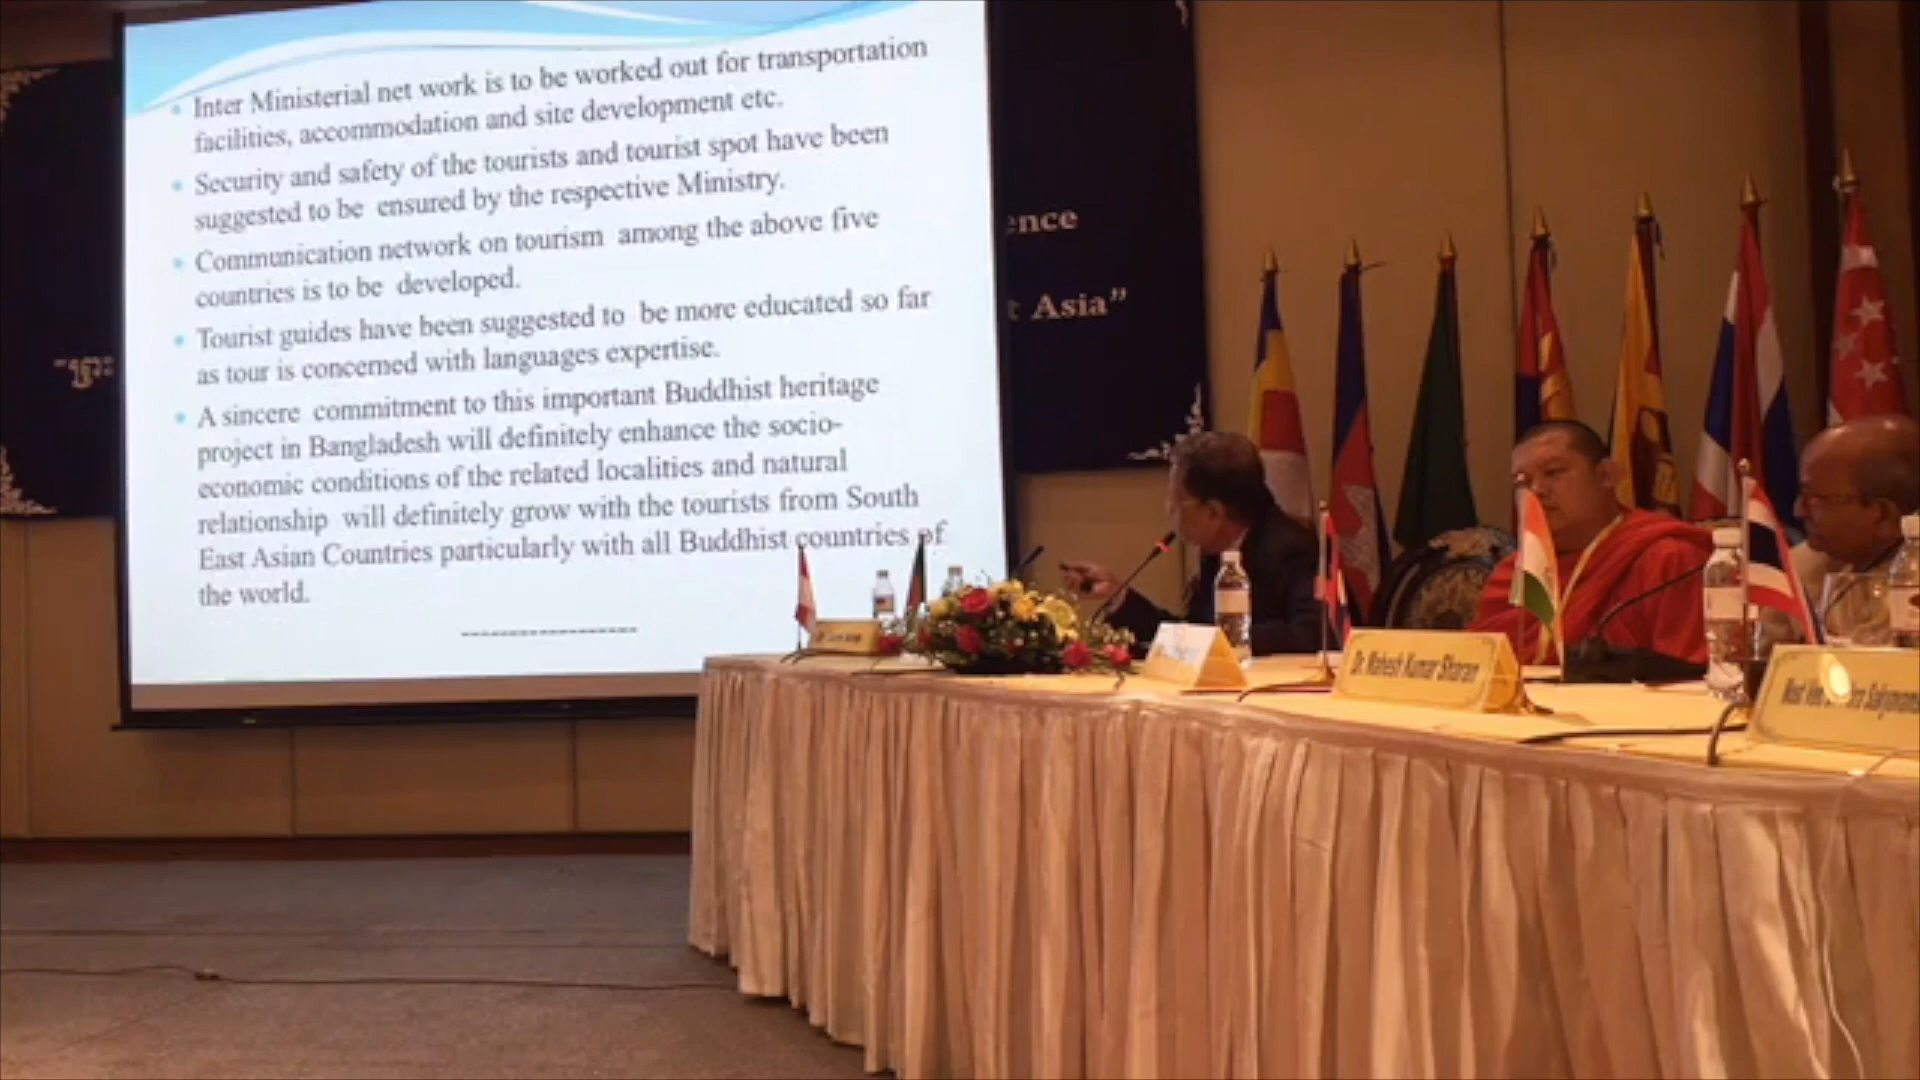 Inter Ministerial net work is to be worked out for transportation
facilities, accommodation and site development etc.
Security and safety of the tourists and tourist spot have been
suggested to be ensured by the respective Ministry.
Communication network on tourism among the above five
countries is to be developed.
Tourist guides have been suggested to be more educated so far
as tour is concerned with languages expertise.
A sincere commitment to this important Buddhist heritage
project in Bangladesh will definitely enhance the socio-
economic conditions of the related localities and natural
relationship will definitely grow with the tourists from South
East Asian Countries particularly with all Buddhist countries of
the world.
ence
t Asia”
Dr. Mahesh Kumar Sharan
Most Ven